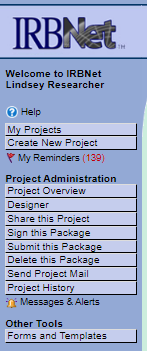 IRBNet™
Welcome to IRBNet
Lindsey Researcher
Help
My Projects
Create New Project
My Reminders (139)
Project Administration
Project Overview
Designer
Share this Project
Sign this Package
Submit this Package
Delete this Package
Send Project Mail
Project History
Messages & Alerts
Other Tools
Forms and Templates